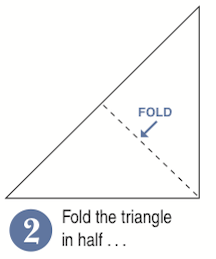 FOLD
2 Fold the triangle
in half . . .